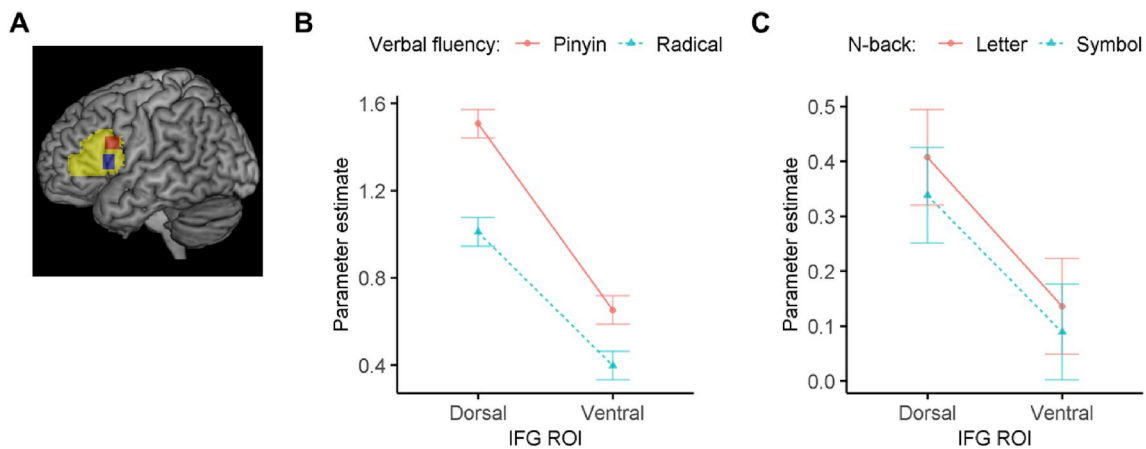 A
B
Verbal fluency: Pinyin Radical
Parameter estimate
1.6
1.2
0.8
0.4
Dorsal Ventral
IFG ROI
C
N-back: Letter Symbol
Parameter estimate
0.5
0.4
0.3
0.2
0.1
0.0
Dorsal Ventral
IFG ROI